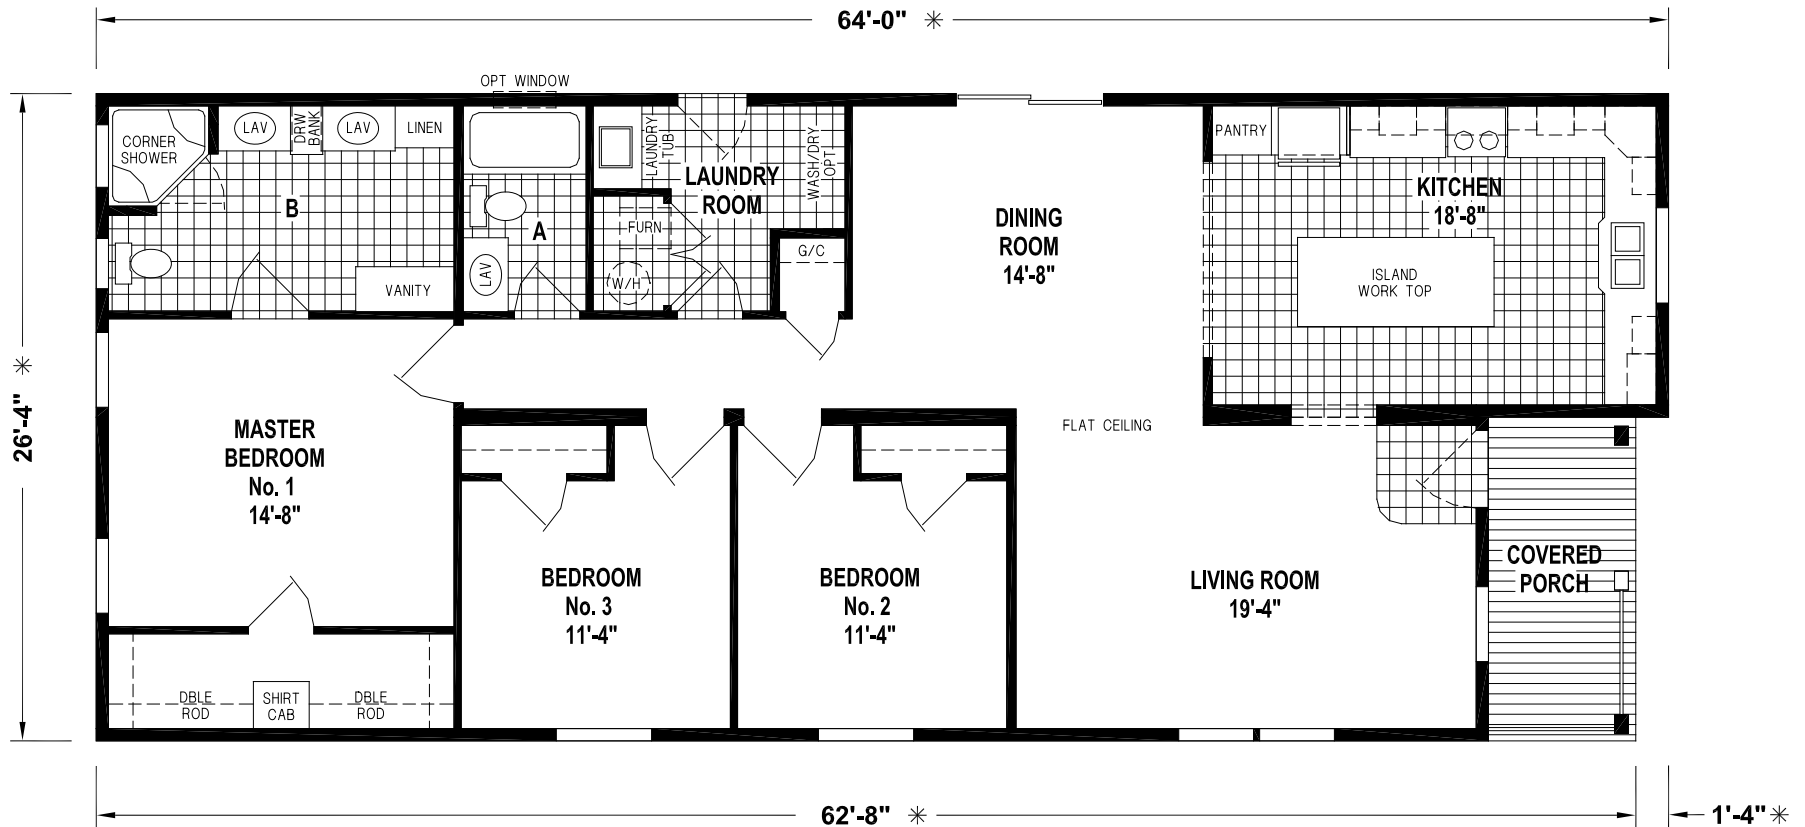 64'-0" ✳
OPT WINDOW
CORNER
SHOWER
LAV
DRW
BANK
LAV
LINEN
B
VANITY
A
LAV
LAUNDRY
TUB
LAUNDRY
ROOM
WASH/DRY
OPT
FURN
W/H
G/C
DINING
ROOM
14'-8"
PANTRY
KITCHEN
18'-8"
ISLAND
WORK TOP
26'-4" ✳
MASTER
BEDROOM
No. 1
14'-8"
FLAT CEILING
BEDROOM
No. 3
11'-4"
BEDROOM
No. 2
11'-4"
LIVING ROOM
19'-4"
COVERED
PORCH
DBLE
ROD
SHIRT
CAB
DBLE
ROD
62'-8" ✳
1'-4" ✳